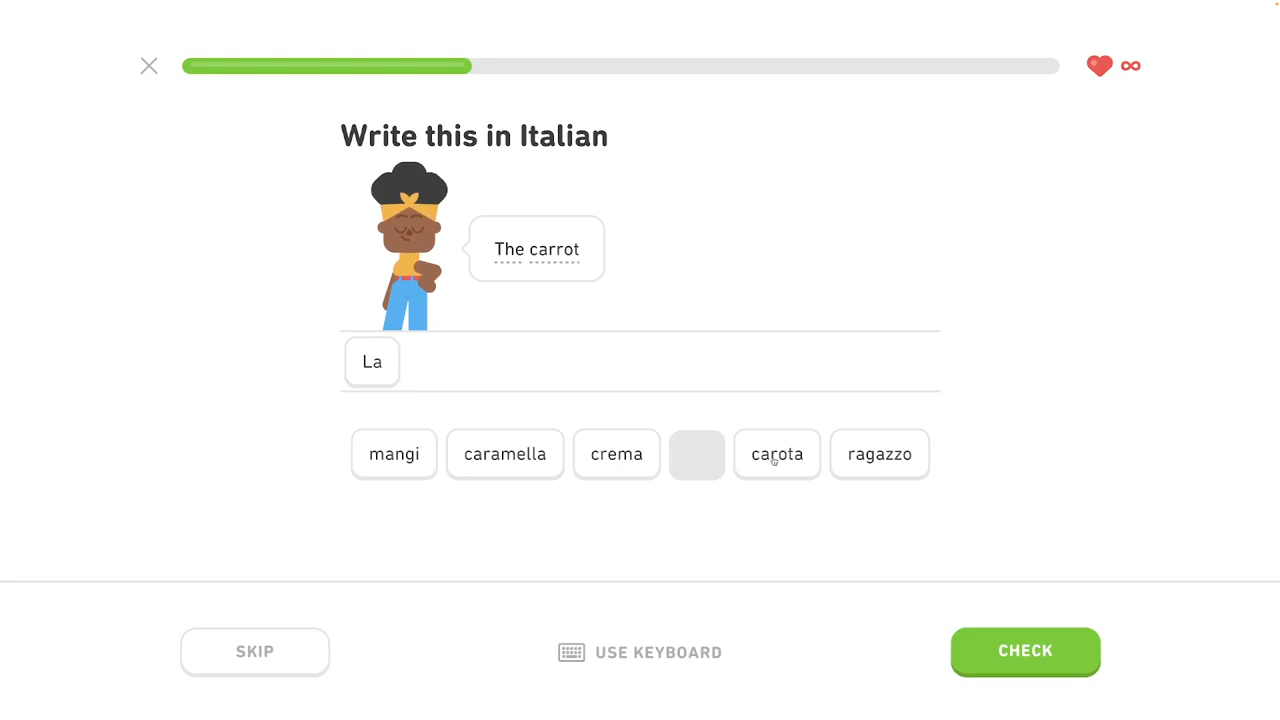 Write this in Italian
The carrot
La
mangi caramella crema carota ragazzo
SKIP USE KEYBOARD CHECK